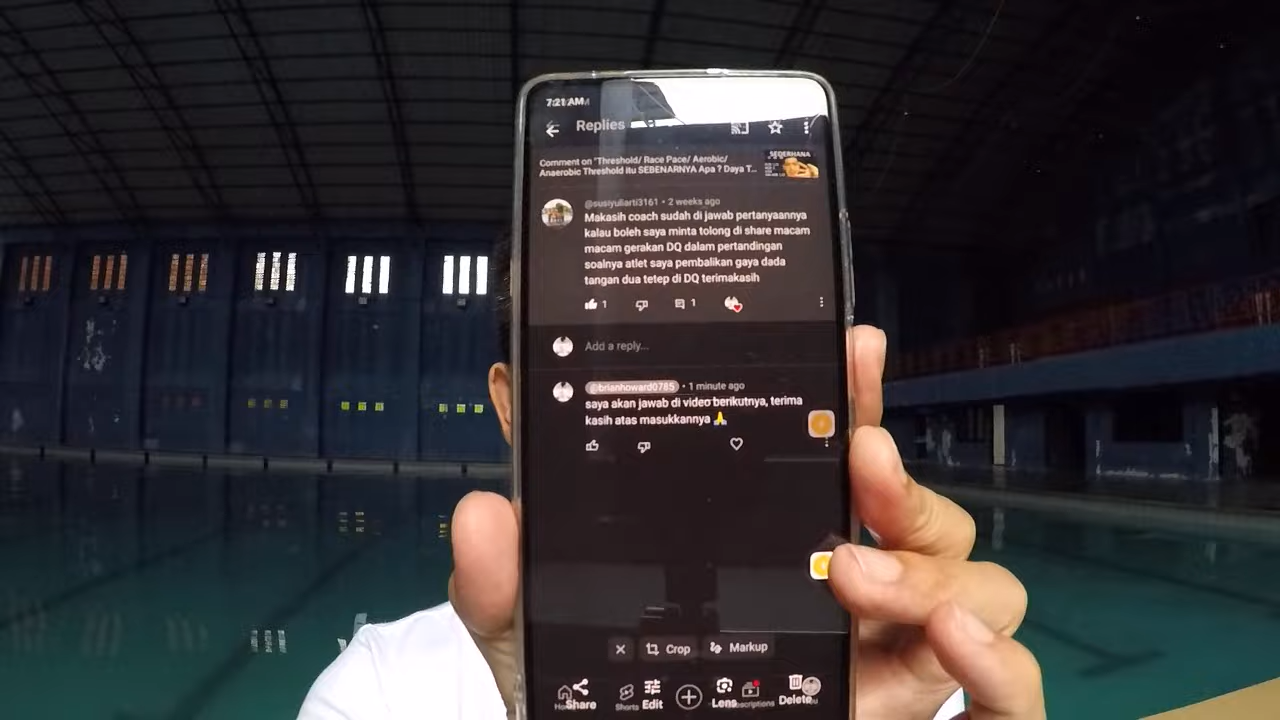 7:21 AM
Replies
Comment on "Threshold/ Race Pace/ Aerobic/
Anaerobic Threshold itu SEBENARNYA Apa ? Daya T...
SEDERHANA
@susiyuliarti3161 • 2 weeks ago
Makasih coach sudah di jawab pertanyaannya
kalau boleh saya minta tolong di share macam
macam gerakan DQ dalam pertandingan
soalnya atlet saya pembalikan gaya dada
tangan dua tetep di DQ terimakasih
1
1
Add a reply...
@brianhoward0785 • 1 minute ago
saya akan jawab di video berikutnya, terima
kasih atas masukkannya 🙏
Crop
Markup
Share
Shorts
Edit
Lens
Delete